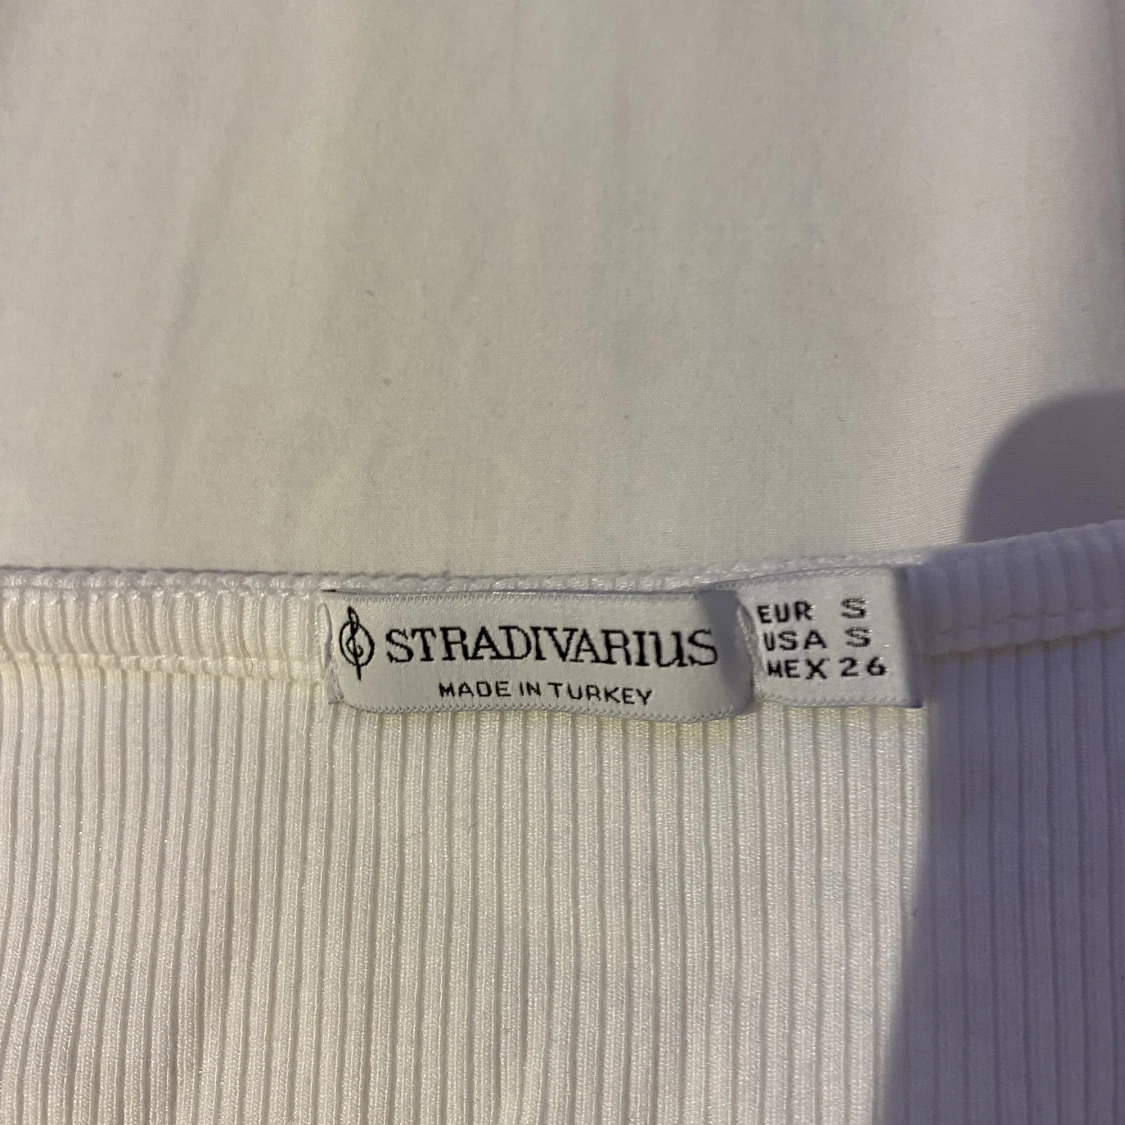 STRADIVARIUS
MADE IN TURKEY
EUR S
USA S
MEX 26